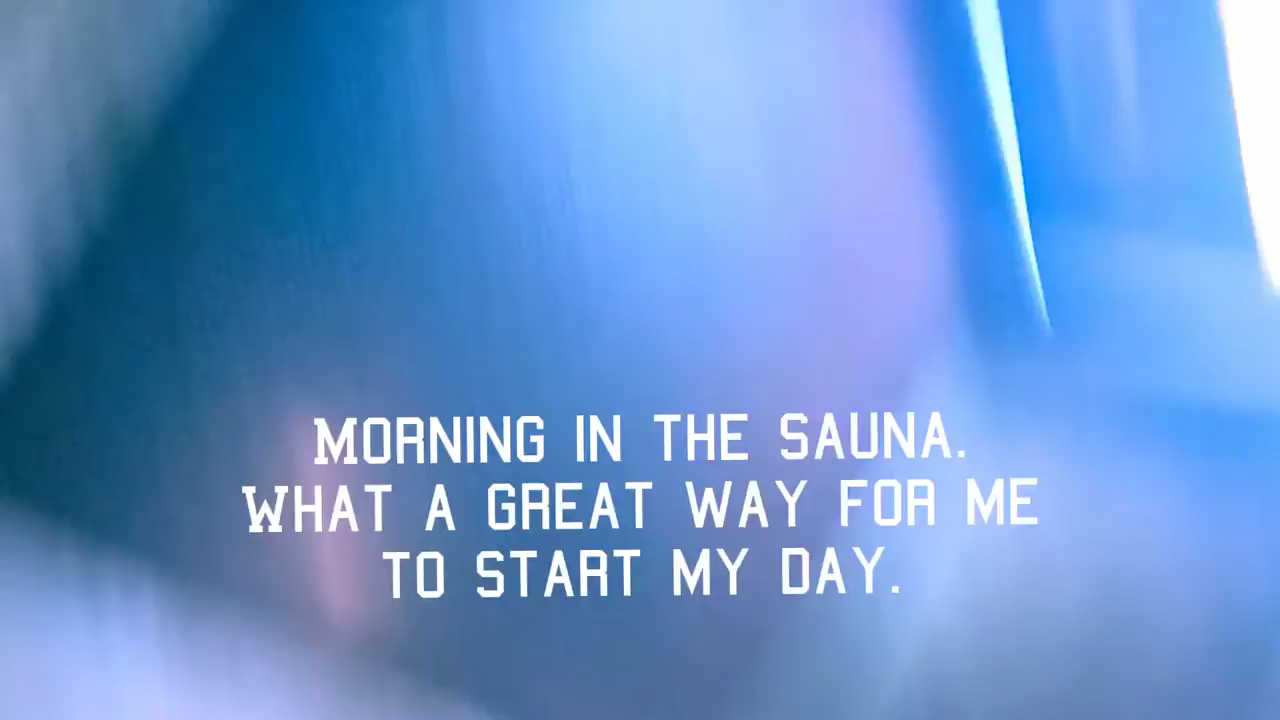 MORNING IN THE SAUNA.
WHAT A GREAT WAY FOR ME
TO START MY DAY.